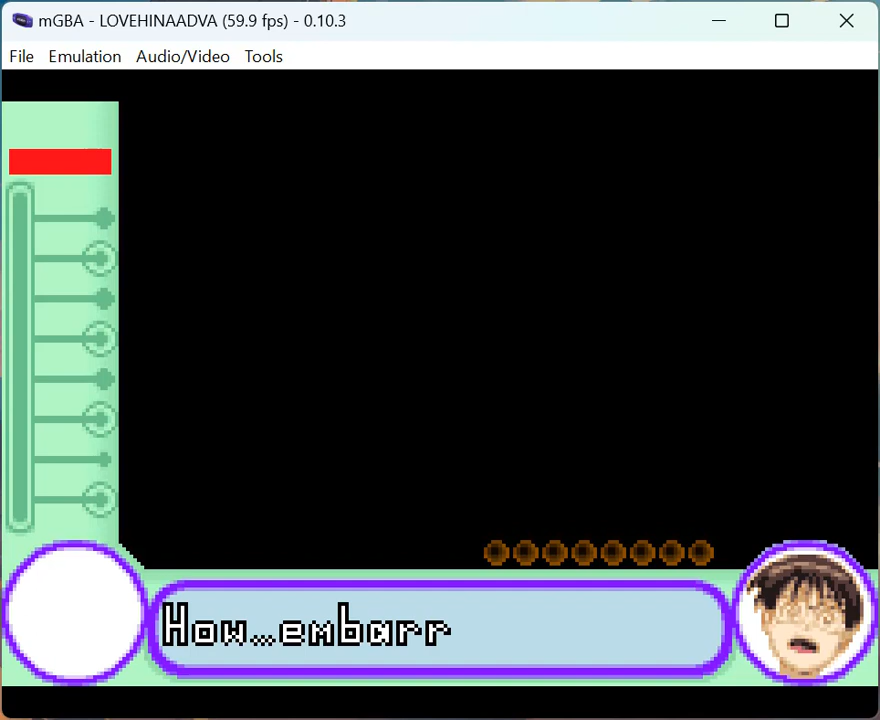 mGBA - LOVEHINAADVA (59.9 fps) - 0.10.3
File Emulation Audio/Video Tools
How…embarr